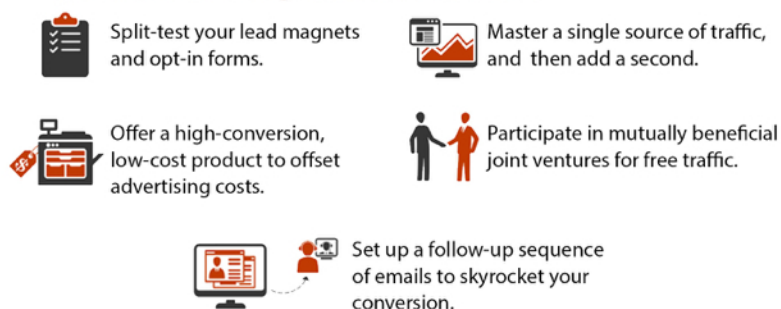 Split-test your lead magnets
and opt-in forms.
Master a single source of traffic,
and then add a second.
Offer a high-conversion,
low-cost product to offset
advertising costs.
Participate in mutually beneficial
joint ventures for free traffic.
Set up a follow-up sequence
of emails to skyrocket your
conversion.